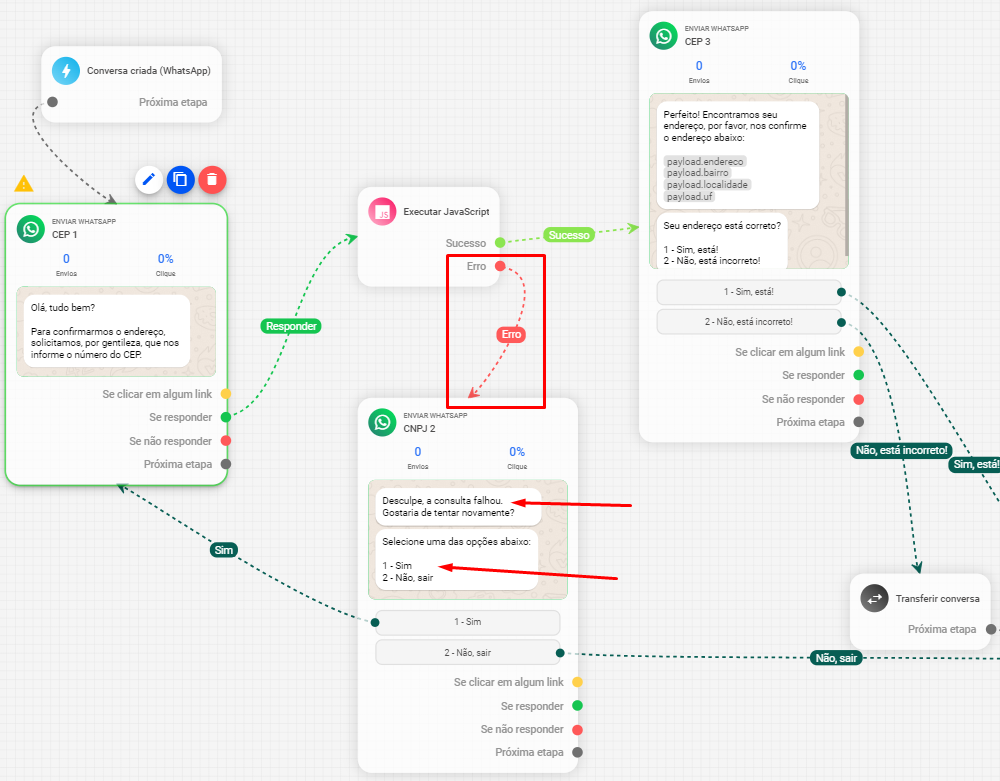 Conversa criada (WhatsApp)
Próxima etapa
ENVIAR WHATSAPP
CEP 1
0
0%
Envios
Clique
Olá, tudo bem?
Para confirmarmos o endereço,
solicitamos, por gentileza, que nos
informe o número do CEP.
Se clicar em algum link
Se responder
Se não responder
Próxima etapa
Responder
JS
Executar JavaScript
Sucesso
Erro
Sucesso
Erro
ENVIAR WHATSAPP
CNPJ 2
0
0%
Envios
Clique
Desculpe, a consulta falhou.
Gostaria de tentar novamente?
Selecione uma das opções abaixo:
1 - Sim
2 - Não, sair
1 - Sim
2 - Não, sair
Se clicar em algum link
Se responder
Se não responder
Próxima etapa
Sim
Não, sair
ENVIAR WHATSAPP
CEP 3
0
0%
Envios
Clique
Perfeito! Encontramos seu
endereço, por favor, nos confirme
o endereço abaixo:
payload.endereco
payload.bairro
payload.localidade
payload.uf
Seu endereço está correto?
1 - Sim, está!
2 - Não, está incorreto!
1 - Sim, está!
2 - Não, está incorreto!
Se clicar em algum link
Se responder
Se não responder
Próxima etapa
Não, está incorreto!
Sim, está!
Transferir conversa
Próxima etapa